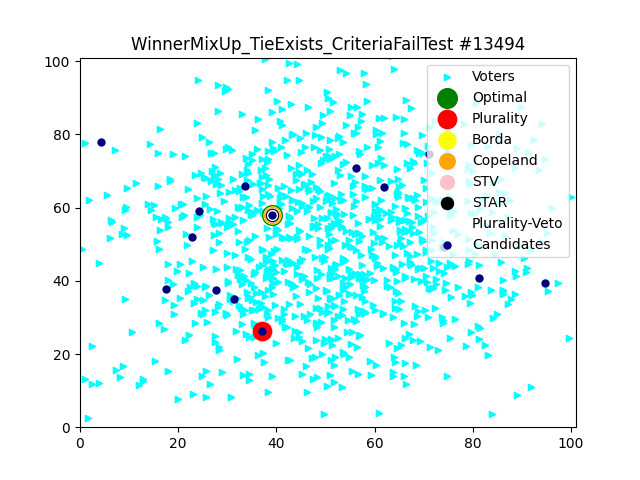 WinnerMixUp_TieExists_CriteriaFailTest #13494
100
80
60
40
20
0
0
20
40
60
80
100
Voters
Optimal
Plurality
Borda
Copeland
STV
STAR
Plurality-Veto
Candidates